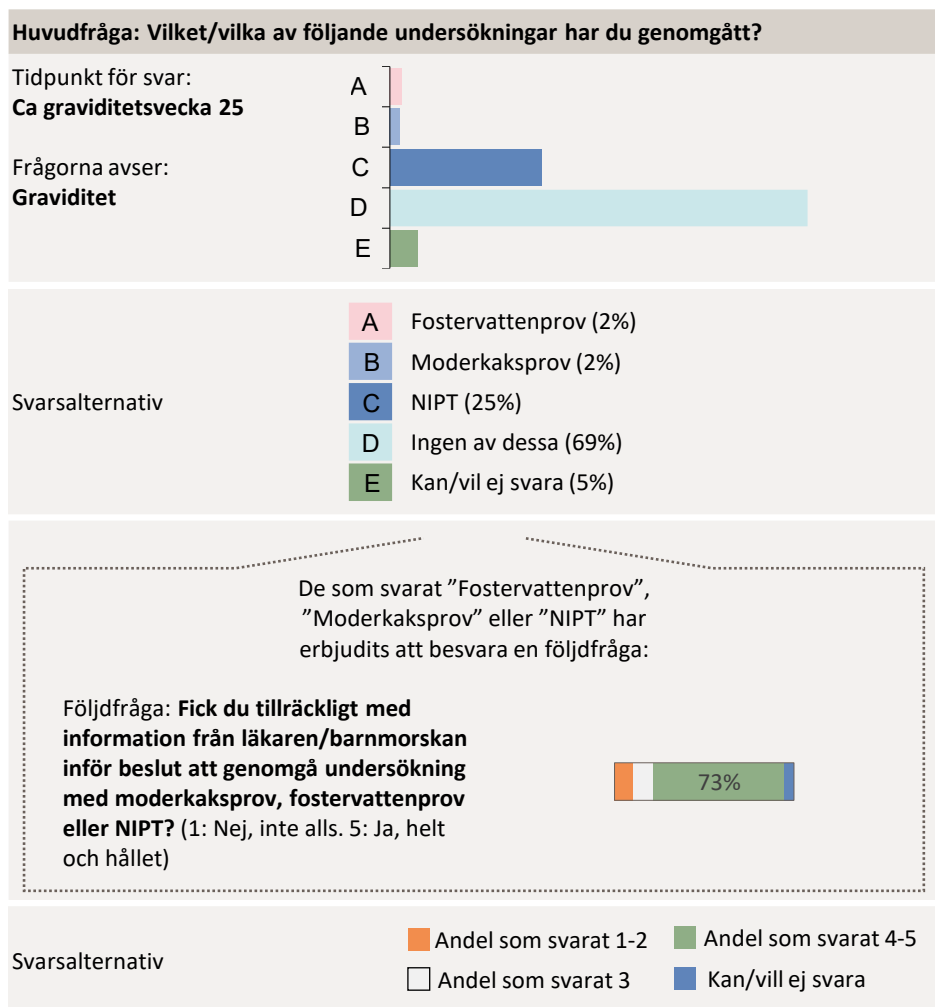 Huvudfråga: Vilket/vilka av följande undersökningar har du genomgått?
Tidpunkt för svar:
Ca graviditetsvecka 25
Frågorna avser:
Graviditet
A
B
C
D
E
Svarsalternativ
A Fostervattenprov (2%)
B Moderkaksprov (2%)
C NIPT (25%)
D Ingen av dessa (69%)
E Kan/vil ej svara (5%)
De som svarat ”Fostervattenprov”,
”Moderkaksprov” eller ”NIPT” har
erbjudits att besvara en följdfråga:
Följdfråga: Fick du tillräckligt med
information från läkaren/barnmorskan
inför beslut att genomgå undersökning
med moderkaksprov, fostervattenprov
eller NIPT? (1: Nej, inte alls. 5: Ja, helt
och hållet)
73%
Svarsalternativ
Andel som svarat 1-2
Andel som svarat 4-5
Andel som svarat 3
Kan/vill ej svara